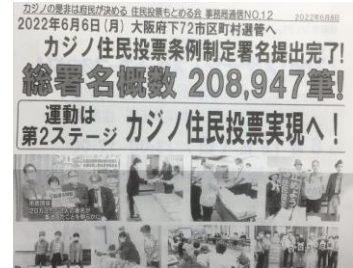 カジノの是非は府民が決める 住民投票もとめる会 事務局通信NO.12 2022年6月8日
2022年6月6日(月) 大阪府下72市区町村選管へ
カジノ住民投票条例制定署名提出完了!
総署名概数 208,947筆!
運動は
第2ステージ カジノ住民投票実現へ!